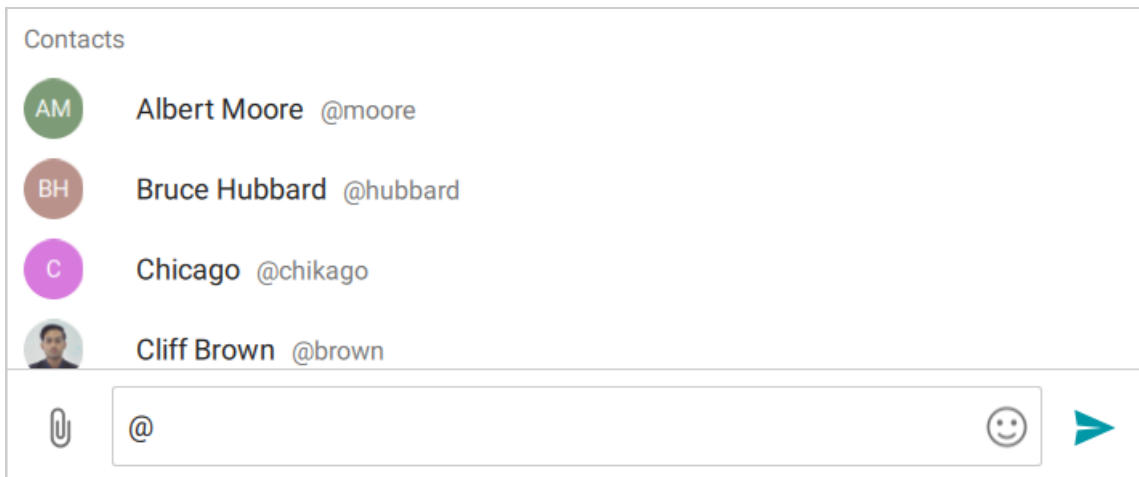 Contacts
AM Albert Moore @moore
BH Bruce Hubbard @hubbard
C Chicago @chikago
Cliff Brown @brown
@